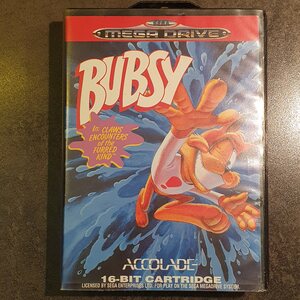 SEGA
MEGA DRIVE
BUBSY
in: CLAWS
ENCOUNTERS
of the
FURRED
KIND
ACCOLADE
16-BIT CARTRIDGE
LICENSED BY SEGA ENTERPRISES LTD. FOR PLAY ON THE SEGA MEGADRIVE SYSTEM.